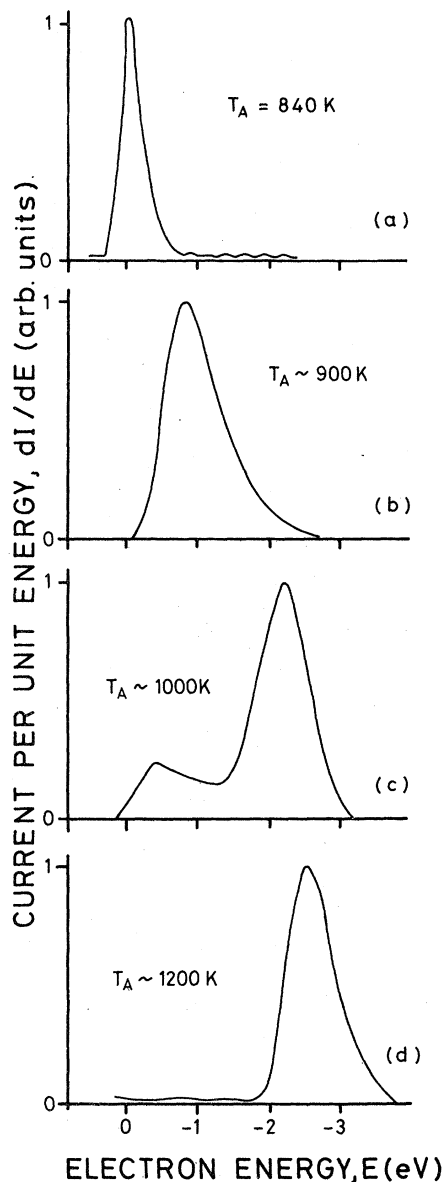 1
T_A = 840 K
(a)
0
1
T_A ~ 900 K
(b)
0
1
T_A ~ 1000K
(c)
0
1
T_A ~ 1200 K
(d)
0
0 -1 -2 -3
ELECTRON ENERGY,E(eV)
CURRENT PER UNIT ENERGY, dI/dE (arb. units)